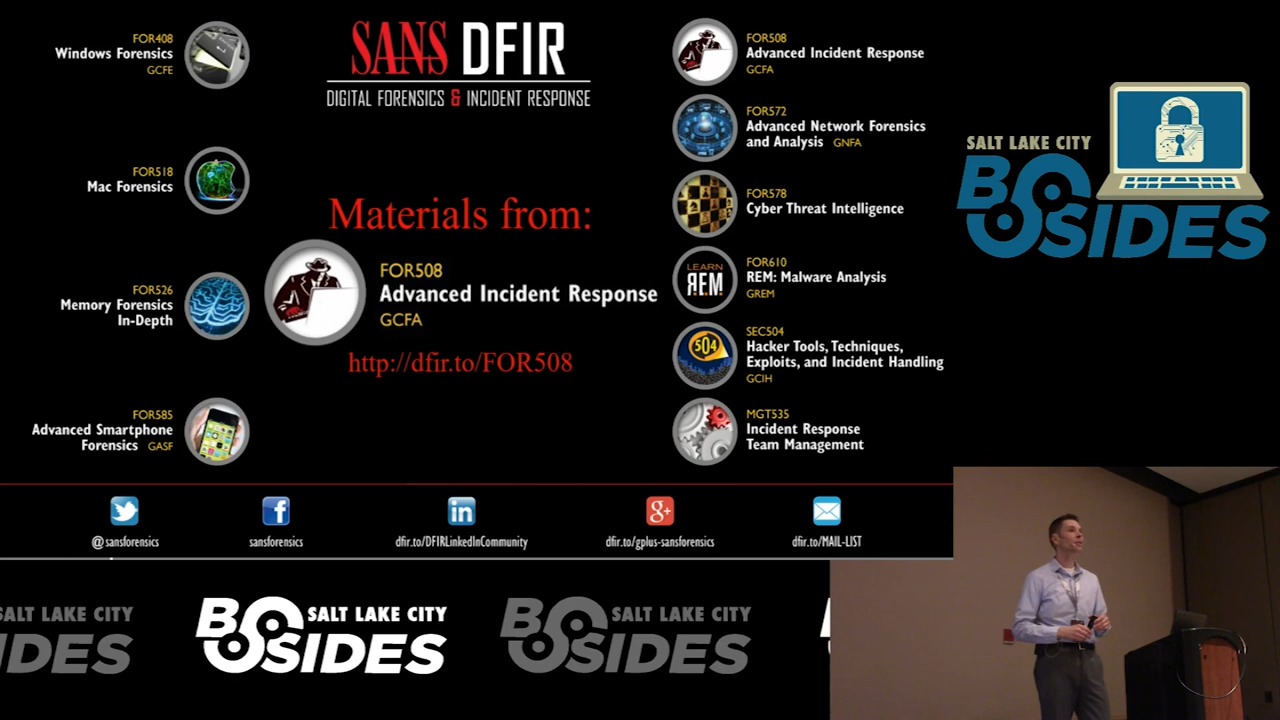 FOR408
Windows Forensics
GCFE
FOR518
Mac Forensics
FOR526
Memory Forensics
In-Depth
FOR585
Advanced Smartphone
Forensics GASF
SANS DFIR
DIGITAL FORENSICS & INCIDENT RESPONSE
Materials from:
FOR508
Advanced Incident Response
GCFA
http://dfir.to/FOR508
FOR508
Advanced Incident Response
GCFA
FOR572
Advanced Network Forensics
and Analysis GNFA
FOR578
Cyber Threat Intelligence
LEARN
R.E.M.
FOR610
REM: Malware Analysis
GREM
504
SEC504
Hacker Tools, Techniques,
Exploits, and Incident Handling
GCIH
MGT535
Incident Response
Team Management
SALT LAKE CITY
BSIDES
@sansforensics
sansforensics
dfir.to/DFIRLinkedInCommunity
dfir.to/gplus-sansforensics
dfir.to/MAIL-LIST
SALT LAKE CITY
IDES
SALT LAKE CITY
BSIDES
SALT LAKE CITY
BSIDES